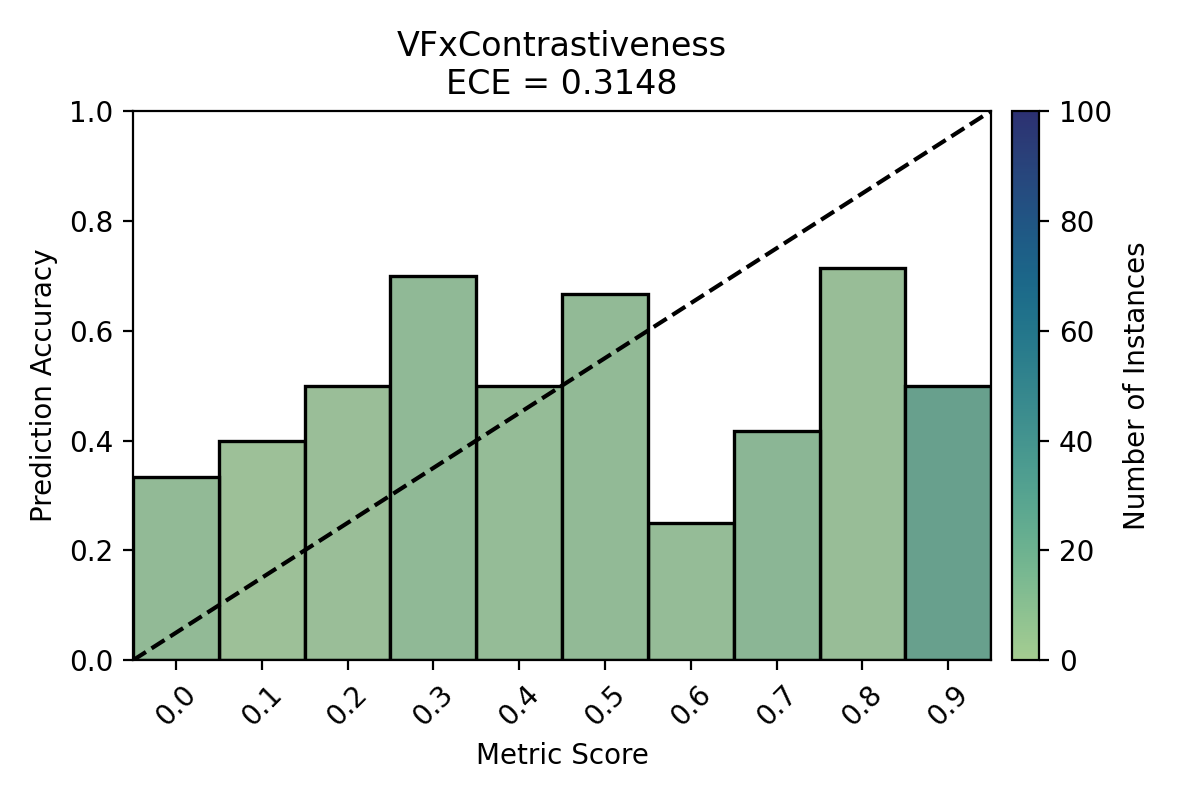 VFxContrastiveness
ECE = 0.3148
Prediction Accuracy
1.0
0.8
0.6
0.4
0.2
0.0
0.0 0.1 0.2 0.3 0.4 0.5 0.6 0.7 0.8 0.9
Metric Score
100
80
60
40
20
0
Number of Instances